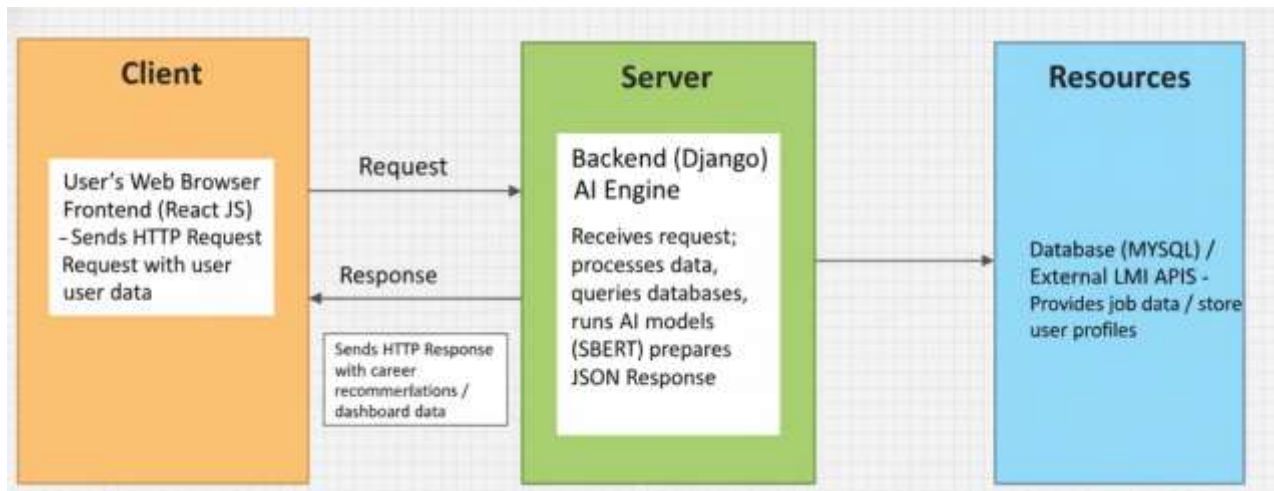 Client
User's Web Browser
Frontend (React JS)
- Sends HTTP Request
Request with user
user data
Request
Response
Sends HTTP Response
with career
recommerlations /
dashboard data
Server
Backend (Django)
AI Engine
Receives request;
processes data,
queries databases,
runs AI models
(SBERT) prepares
JSON Response
Resources
Database (MYSQL) /
External LMI APIS -
Provides job data / store
user profiles